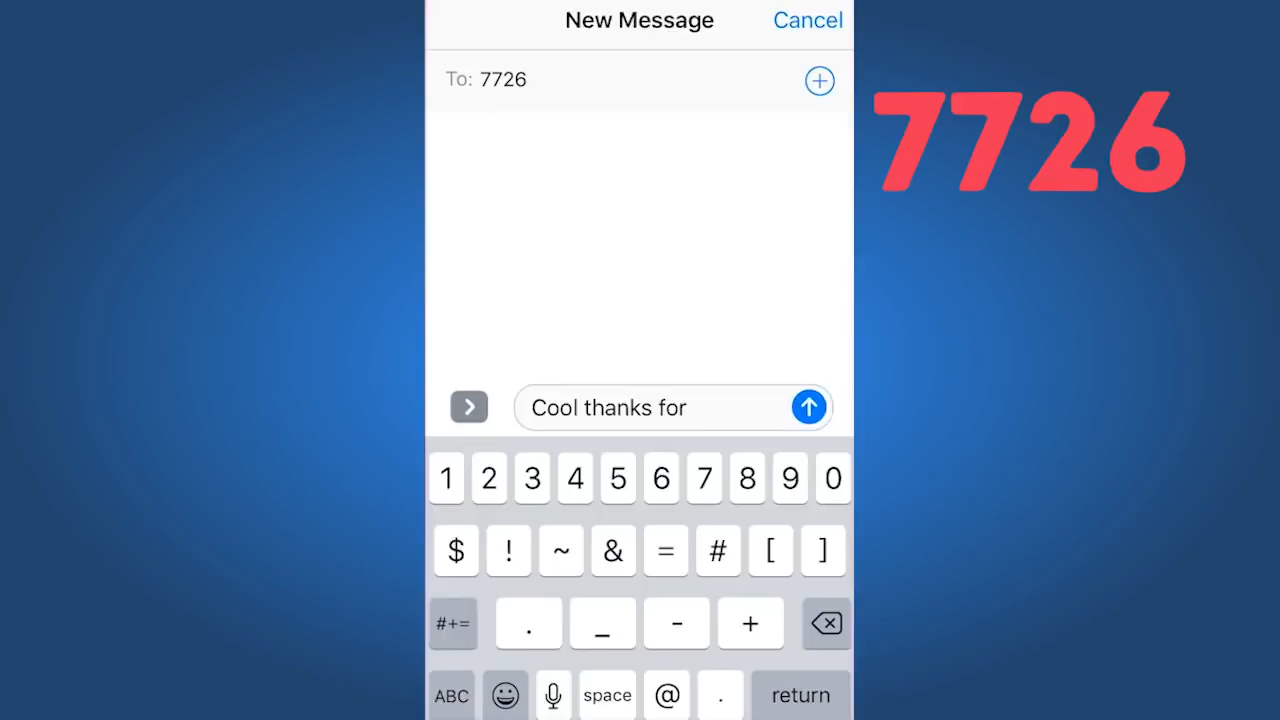 New Message Cancel
To: 7726
7726
Cool thanks for
1 2 3 4 5 6 7 8 9 0
$ ! ~ & = # [ ]
#+= . _ - +
ABC space @ . return